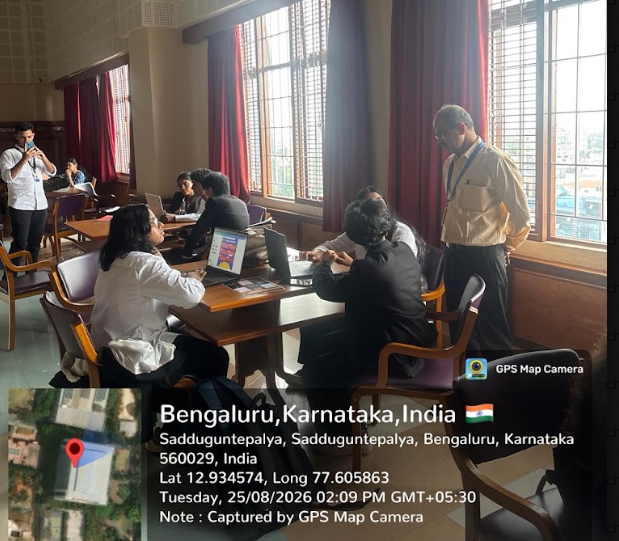 GPS Map Camera
Bengaluru,Karnataka,India
Sadduguntepalya, Sadduguntepalya, Bengaluru, Karnataka
560029, India
Lat 12.934574, Long 77.605863
Tuesday, 25/08/2026 02:09 PM GMT+05:30
Note : Captured by GPS Map Camera